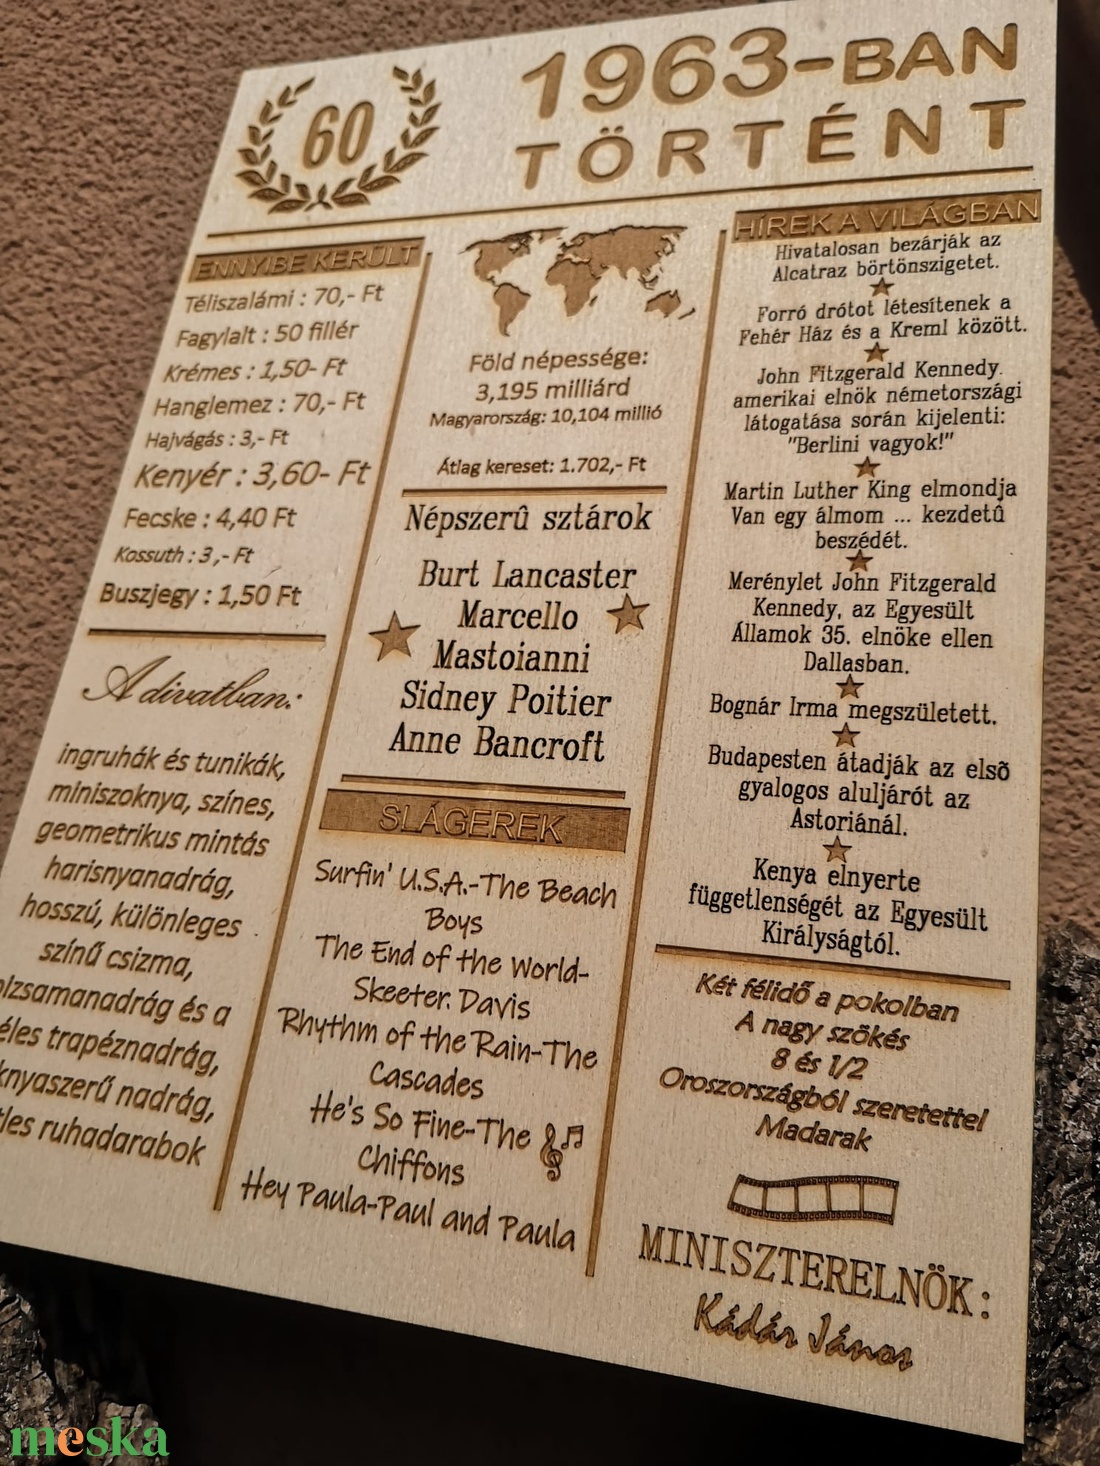 60
1963-BAN
TÖRTÉNT
ENNYIBE KERÜLT
Téliszalámi : 70,- Ft
Fagylalt : 50 fillér
Krémes : 1,50- Ft
Hanglemez : 70,- Ft
Hajvágás : 3,- Ft
Kenyér : 3,60- Ft
Fecske : 4,40 Ft
Kossuth : 3,- Ft
Buszjegy : 1,50 Ft
A divatban:
ingruhák és tunikák,
miniszoknya, színes,
geometrikus mintás
harisnyanadrág,
hosszú, különleges
színű csizma,
és a
trapéznadrág,
nadrág,
ruhadarabok
Föld népessége:
3,195 milliárd
Magyarország: 10,104 millió
Átlag kereset: 1.702,- Ft
Népszerû sztárok
Burt Lancaster
Marcello
Mastoianni
Sidney Poitier
Anne Bancroft
SLÁGEREK
Surfin' U.S.A.-The Beach
Boys
The End of the World-
Skeeter. Davis
Rhythm of the Rain-The
Cascades
He's So Fine-The
Chiffons
Hey Paula-Paul and Paula
HÍREK A VILÁGBAN
Hivatalosan bezárják az
Alcatraz börtönszigetet.
Forró drótot létesítenek a
Fehér Ház és a Kreml között.
John Fitzgerald Kennedy.
amerikai elnök németországi
látogatása során kijelenti:
"Berlini vagyok!"
Martin Luther King elmondja
Van egy álmom ... kezdetû
beszédét.
Merénylet John Fitzgerald
Kennedy, az Egyesült
Államok 35. elnöke ellen
Dallasban.
Bognár Irma megszületett.
Budapesten átadják az elsõ
gyalogos aluljárót az
Astoriánál.
Kenya elnyerte
függetlenségét az Egyesült
Királyságtól.
Két félidő a pokolban
A nagy szökés
8 és 1/2
Oroszországból szeretettel
Madarak
MINISZTERELNÖK:
Kádár János
meska